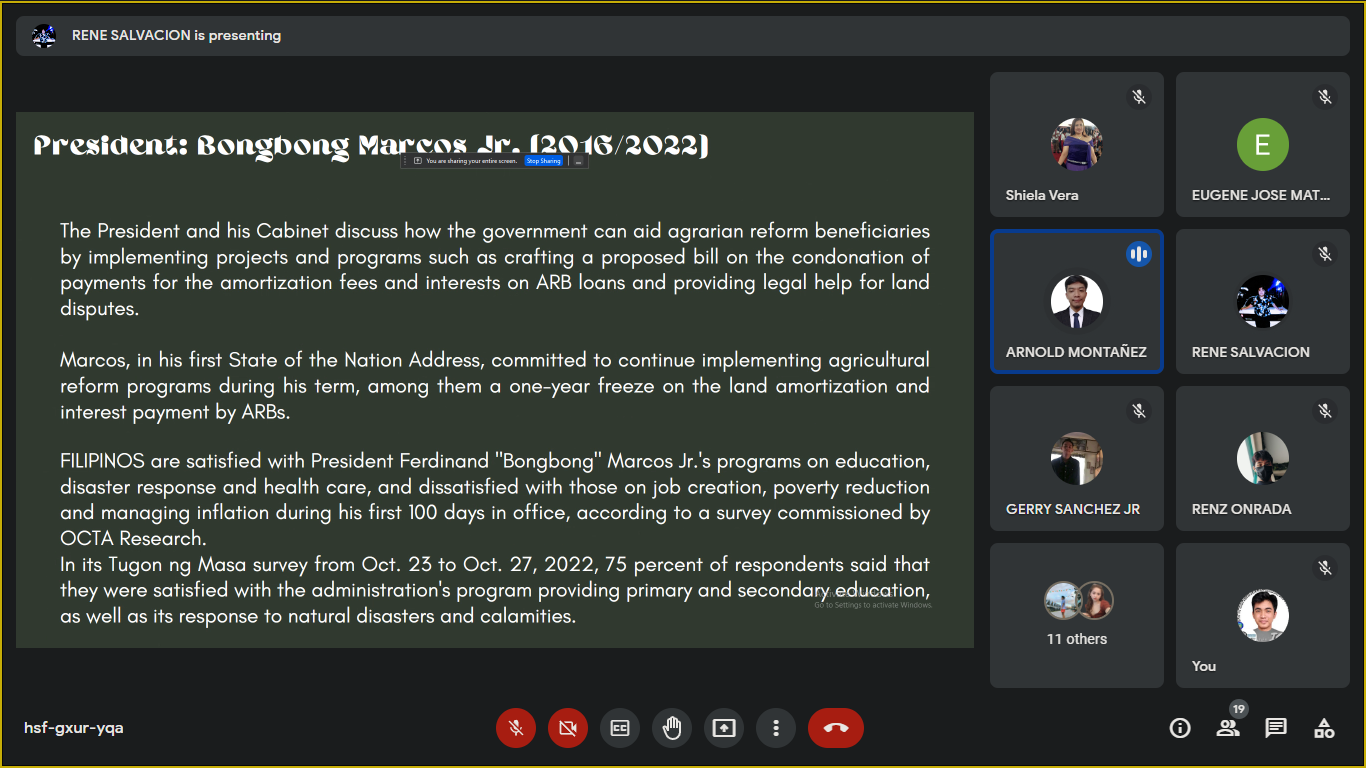 RENE SALVACION is presenting
President: Bongbong Marcos Jr. (2016/2022)
You are sharing your entire screen.
Stop Sharing
The President and his Cabinet discuss how the government can aid agrarian reform beneficiaries
by implementing projects and programs such as crafting a proposed bill on the condonation of
payments for the amortization fees and interests on ARB loans and providing legal help for land
disputes.
Marcos, in his first State of the Nation Address, committed to continue implementing agricultural
reform programs during his term, among them a one-year freeze on the land amortization and
interest payment by ARBs.
FILIPINOS are satisfied with President Ferdinand "Bongbong" Marcos Jr.'s programs on education,
disaster response and health care, and dissatisfied with those on job creation, poverty reduction
and managing inflation during his first 100 days in office, according to a survey commissioned by
OCTA Research.
In its Tugon ng Masa survey from Oct. 23 to Oct. 27, 2022, 75 percent of respondents said that
they were satisfied with the administration's program providing primary and secondary education,
as well as its response to natural disasters and calamities.
Go to Settings to activate Windows.
Shiela Vera
E
EUGENE JOSE MAT...
ARNOLD MONTAÑEZ
RENE SALVACION
GERRY SANCHEZ JR
RENZ ONRADA
11 others
You
hsf-gxur-yqa
CC
19